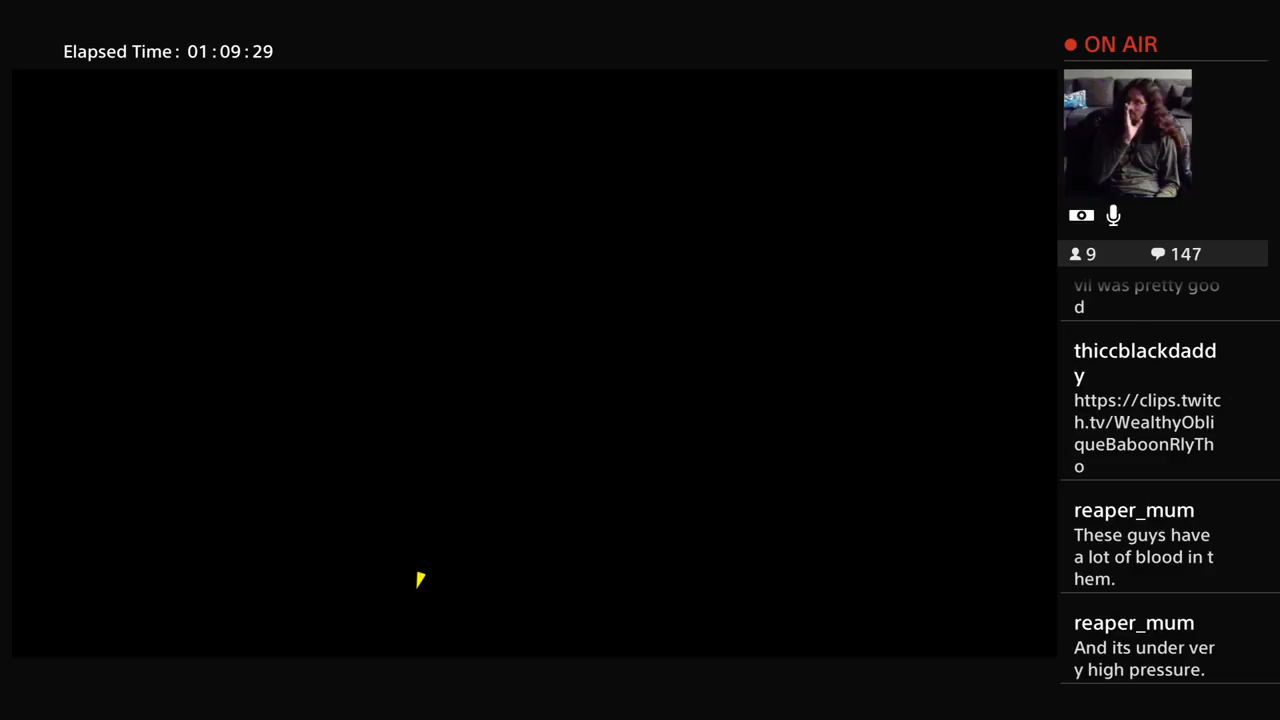 Elapsed Time: 01:09:29
ON AIR
9 147
vil was pretty goo
d
thiccblackdadd
y
https://clips.twitc
h.tv/WealthyObli
queBaboonRlyTh
o
reaper_mum
These guys have
a lot of blood in t
hem.
reaper_mum
And its under ver
y high pressure.